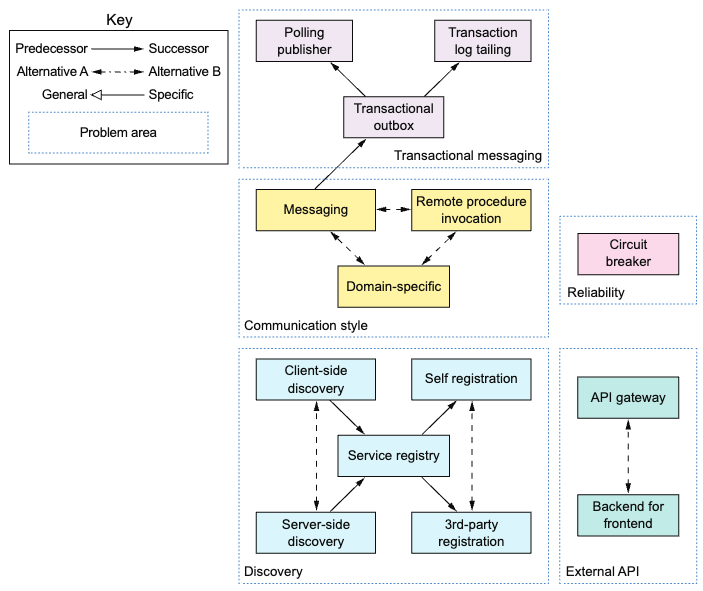 Key
Predecessor
Successor
Alternative A
Alternative B
General
Specific
Problem area
Polling
publisher
Transaction
log tailing
Transactional
outbox
Transactional messaging
Messaging
Remote procedure
invocation
Domain-specific
Communication style
Circuit
breaker
Reliability
Client-side
discovery
Self registration
Service registry
Server-side
discovery
3rd-party
registration
Discovery
API gateway
Backend for
frontend
External API